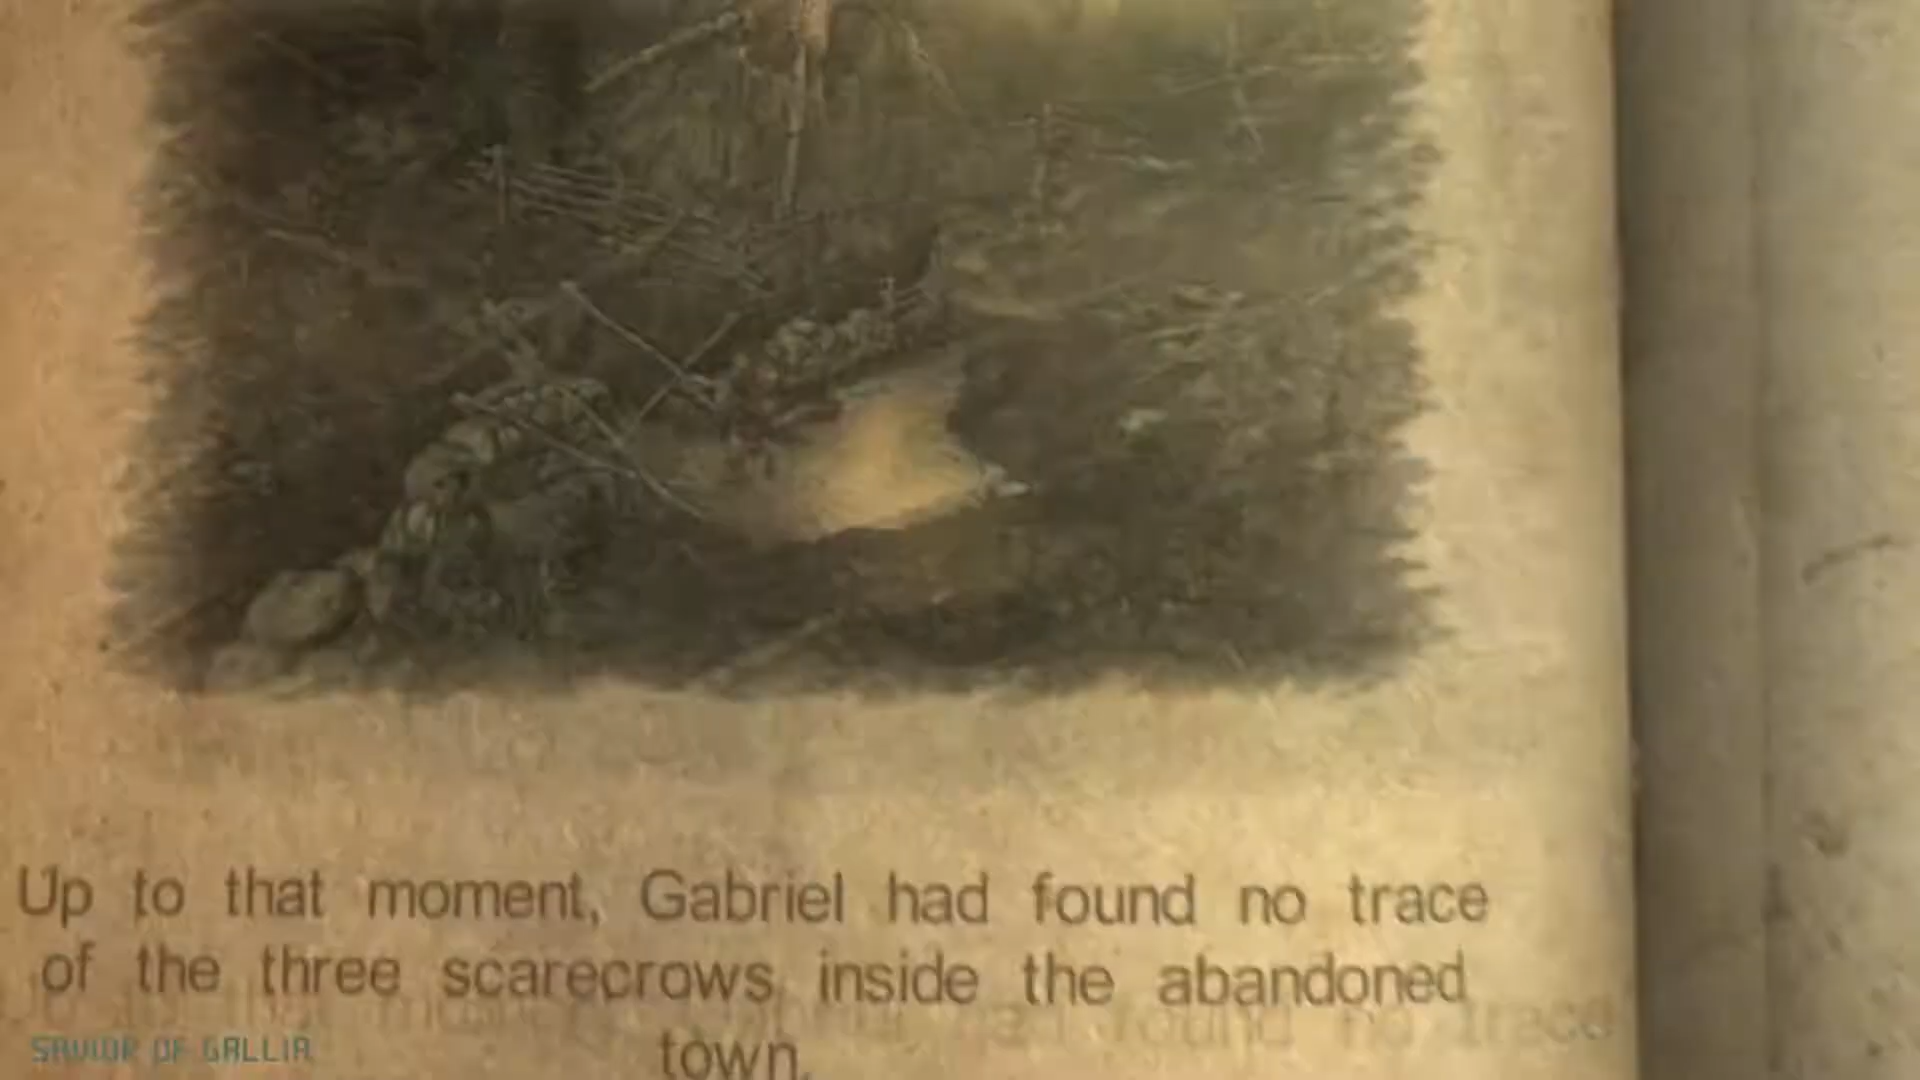 Up to that moment, Gabriel had found no trace
of the three scarecrows inside the abandoned
town.
SAVIOR OF GALLIA